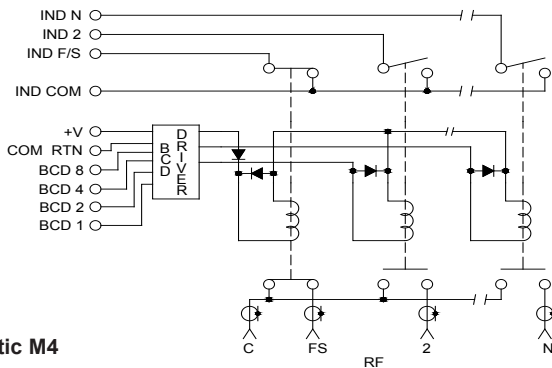 IND N
IND 2
IND F/S
IND COM
+V
COM RTN
BCD 8
BCD 4
BCD 2
BCD 1
BCD
DRIVER
C FS 2 N
RF
tic M4